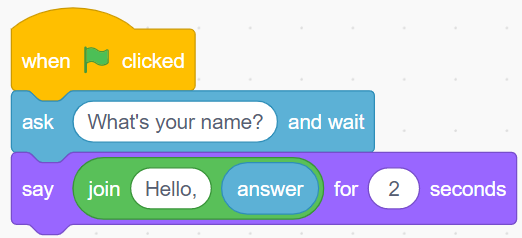 when clicked
ask What's your name? and wait
say join Hello, answer for 2 seconds